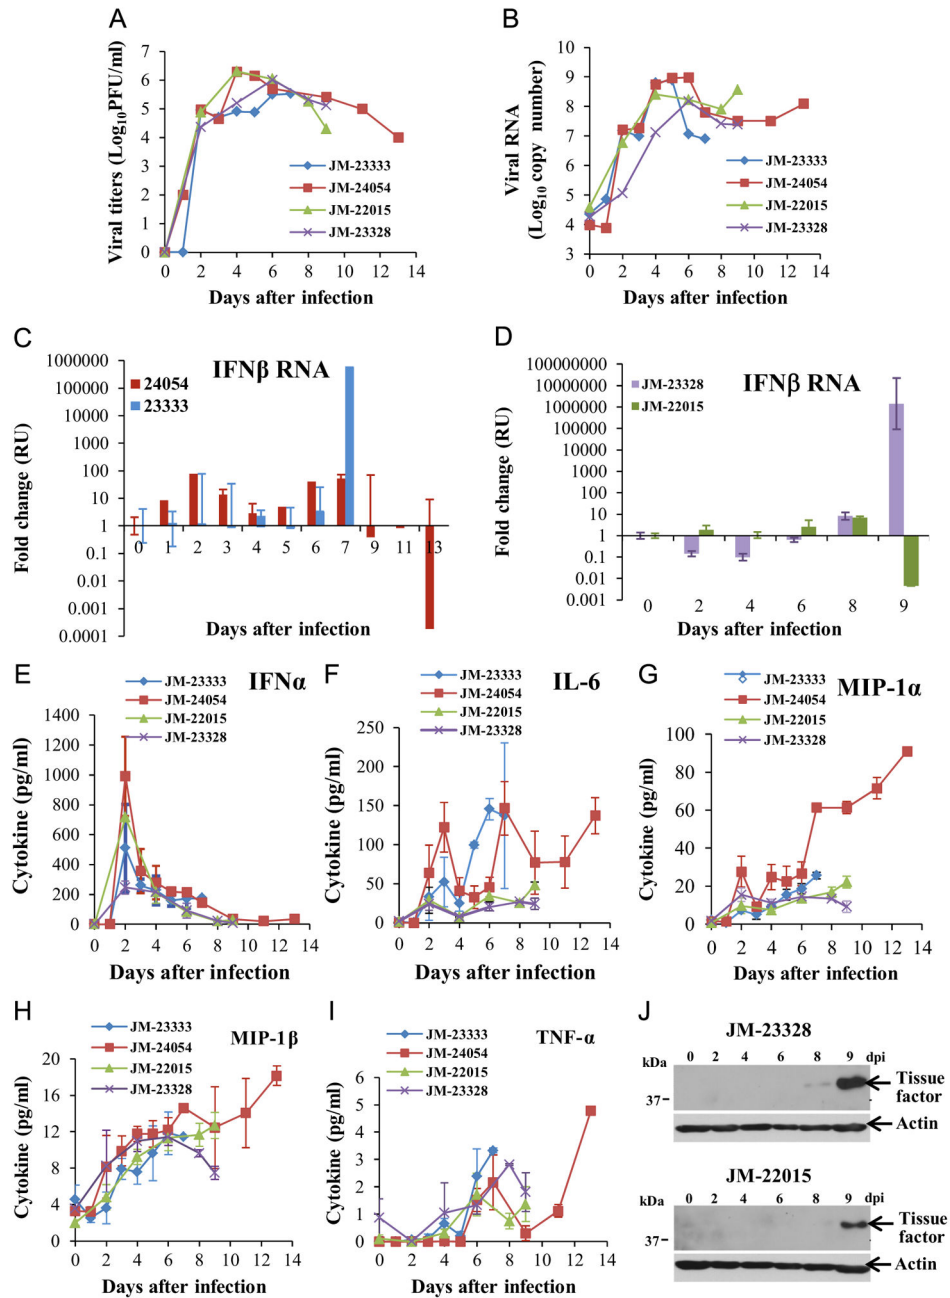 A
Viral titers (Log10PFU/ml)
7
6
5
4
3
2
1
0
JM-23333
JM-24054
JM-22015
JM-23328
0 2 4 6 8 10 12 14
Days after infection
B
Viral RNA
(Log10 copy number)
10
9
8
7
6
5
4
3
JM-23333
JM-24054
JM-22015
JM-23328
0 2 4 6 8 10 12 14
Days after infection
C
IFNβ RNA
24054
23333
Fold change (RU)
1000000
100000
10000
1000
100
10
1
0.1
0.01
0.001
0.0001
0 1 2 3 4 5 6 7 9 11 13
Days after infection
D
IFNβ RNA
JM-23328
JM-22015
Fold change (RU)
100000000
10000000
1000000
100000
10000
1000
100
10
1
0.1
0.01
0.001
0 2 4 6 8 9
Days after infection
E
JM-23333
JM-24054
JM-22015
JM-23328
IFNα
Cytokine (pg/ml)
1400
1200
1000
800
600
400
200
0
0 2 4 6 8 10 12 14
Days after infection
F
JM-23333
JM-24054
JM-22015
JM-23328
IL-6
Cytokine (pg/ml)
250
200
150
100
50
0
0 2 4 6 8 10 12 14
Days after infection
G
JM-23333
JM-24054
JM-22015
JM-23328
MIP-1α
Cytokine (pg/ml)
100
80
60
40
20
0
0 2 4 6 8 10 12 14
Days after infection
H
JM-23333
JM-24054
JM-22015
JM-23328
MIP-1β
Cytokine (pg/ml)
20
16
12
8
4
0
0 2 4 6 8 10 12 14
Days after infection
I
JM-23333
JM-24054
JM-22015
JM-23328
TNF-α
Cytokine (pg/ml)
6
5
4
3
2
1
0
0 2 4 6 8 10 12 14
Days after infection
J
JM-23328
kDa 0 2 4 6 8 9 dpi
37
Tissue
factor
Actin
JM-22015
kDa 0 2 4 6 8 9 dpi
37
Tissue
factor
Actin